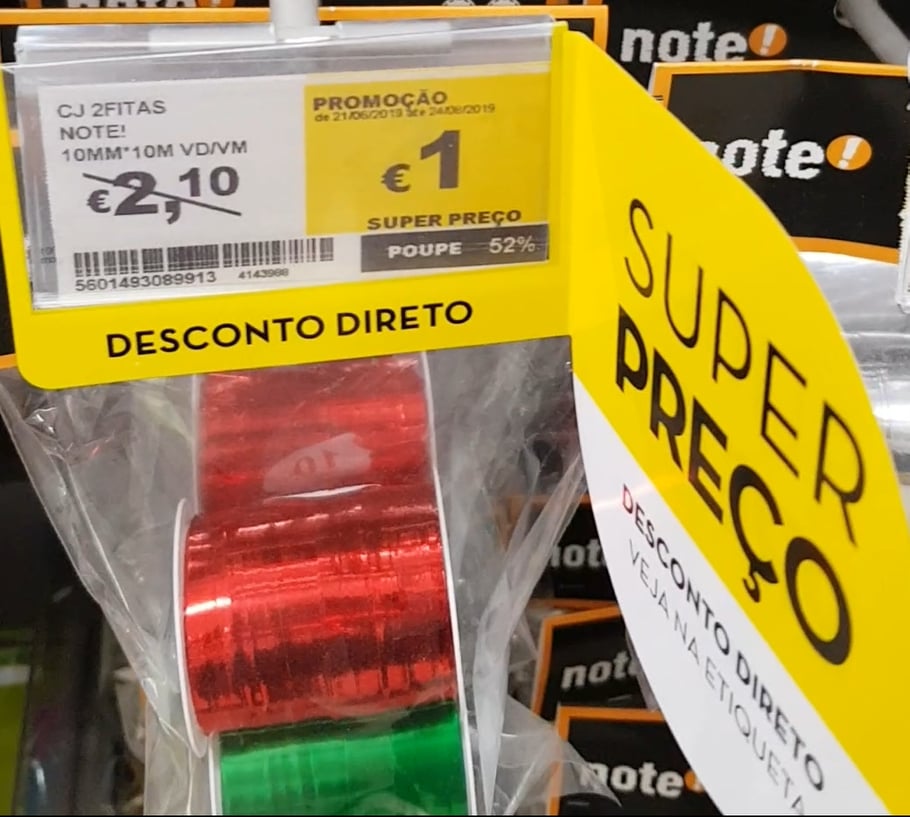 note!
note!
CJ 2FITAS
NOTE!
10MM*10M VD/VM
€2,10
5601493089913
4143988
PROMOÇÃO
de 21/06/2019 até 24/06/2019
€1
SUPER PREÇO
POUPE 52%
DESCONTO DIRETO
SUPER
PREÇO
DESCONTO DIRETO
VEJA NA ETIQUETA
10
not
note
note!